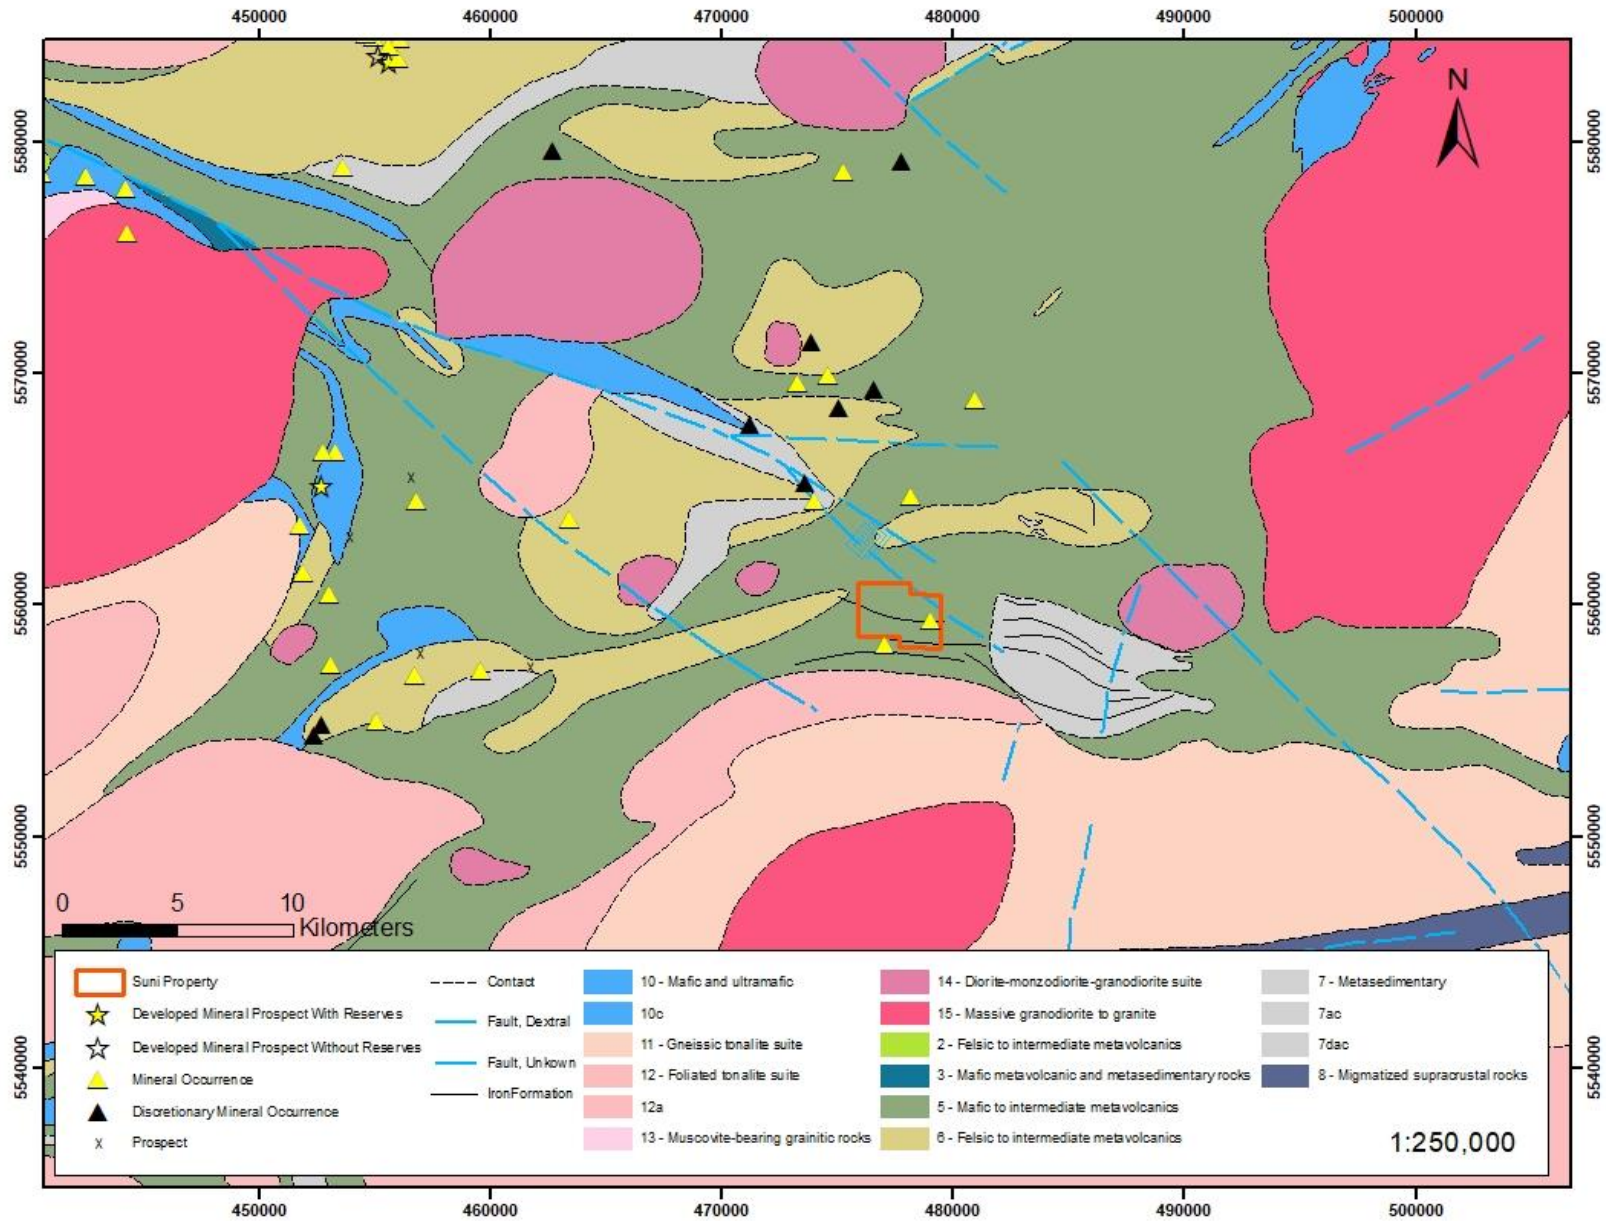 450000 460000 470000 480000 490000 500000
5580000 5580000
N
5570000 5570000
5560000 5560000
5550000 5550000
0 5 10
Kilometers
5540000 5540000
Suni Property
Developed Mineral Prospect With Reserves
Developed Mineral Prospect Without Reserves
Mineral Occurrence
Discretionary Mineral Occurrence
Prospect
Contact
Fault, Dextral
Fault, Unkown
IronFormation
10 - Mafic and ultramafic
10c
11 - Gneissic tonalite suite
12 - Foliated tonalite suite
12a
13 - Muscovite-bearing grainitic rocks
14 - Diorite-monzodiorite-granodiorite suite
15 - Massive granodiorite to granite
2 - Felsic to intermediate metavolcanics
3 - Mafic metavolcanic and metasedimentary rocks
5 - Mafic to intermediate metavolcanics
6 - Felsic to intermediate metavolcanics
7 - Metasedimentary
7ac
7dac
8 - Migmatized supracrustal rocks
1:250,000
450000 460000 470000 480000 490000 500000